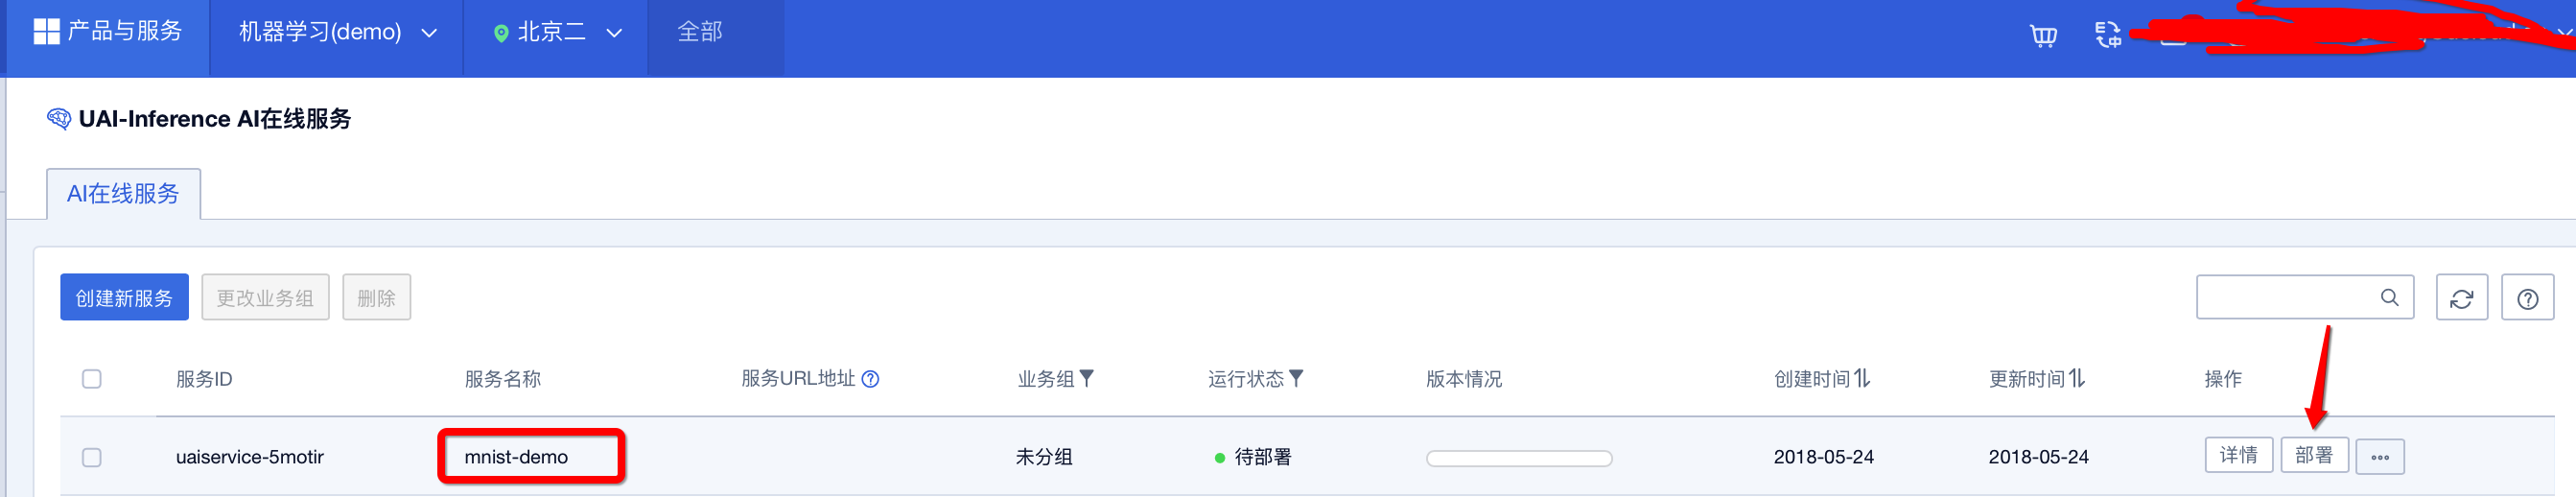 产品与服务 机器学习(demo) 北京二 全部
UAI-Inference AI在线服务
AI在线服务
创建新服务 更改业务组 删除
服务ID 服务名称 服务URL地址 业务组 运行状态 版本情况 创建时间 更新时间 操作
uaiservice-5motir mnist-demo 未分组 待部署 2018-05-24 2018-05-24 详情 部署